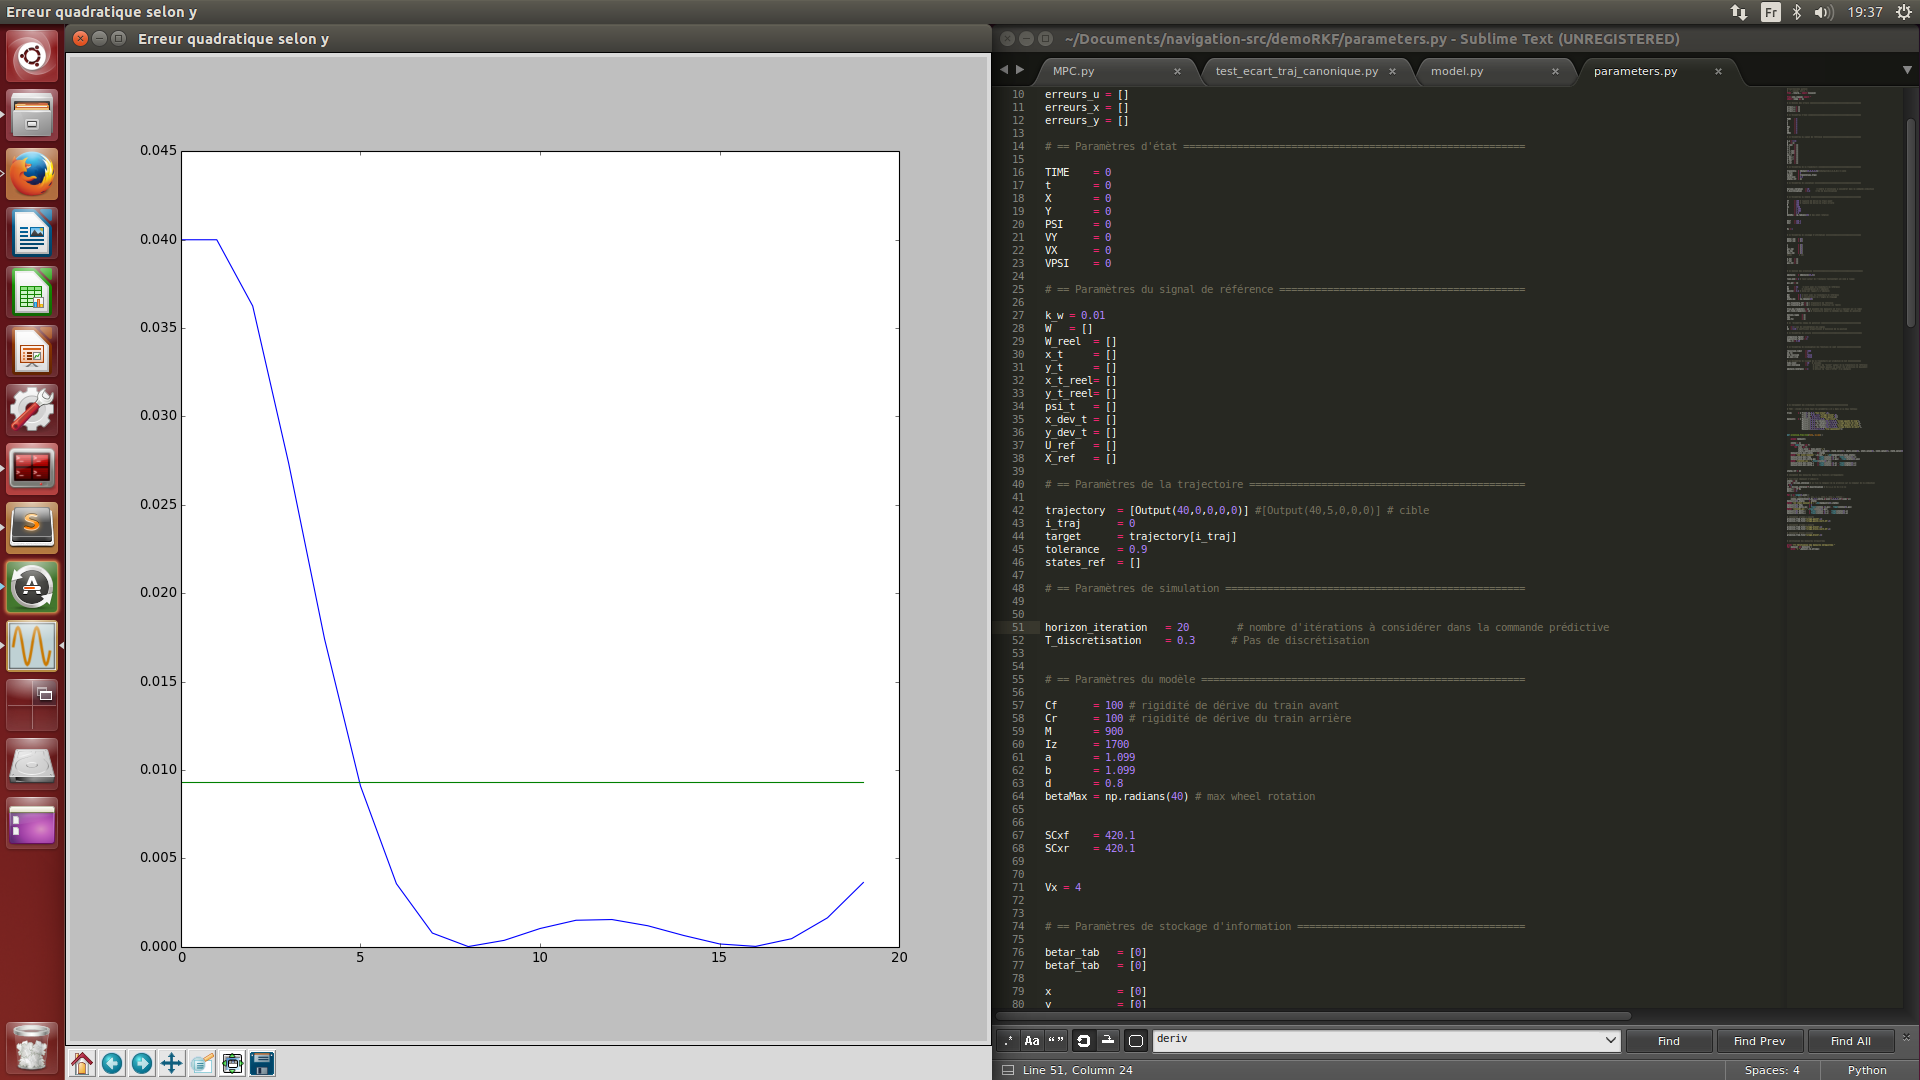 Erreur quadratique selon y
Fr
19:37
Erreur quadratique selon y
0.045
0.040
0.035
0.030
0.025
0.020
0.015
0.010
0.005
0.000
0
5
10
15
20
~/Documents/navigation-src/demoRKF/parameters.py - Sublime Text (UNREGISTERED)
MPC.py
test_ecart_traj_canonique.py
model.py
parameters.py
10 erreurs_u = []
11 erreurs_x = []
12 erreurs_y = []
13
14 # == Paramètres d'état =========================================================
15
16 TIME    = 0
17 t       = 0
18 X       = 0
19 Y       = 0
20 PSI     = 0
21 VY      = 0
22 VX      = 0
23 VPSI    = 0
24
25 # == Paramètres du signal de référence =========================================
26
27 k_w = 0.01
28 W   = []
29 W_reel  = []
30 x_t     = []
31 y_t     = []
32 x_t_reel= []
33 y_t_reel= []
34 psi_t   = []
35 x_dev_t = []
36 y_dev_t = []
37 U_ref   = []
38 X_ref   = []
39
40 # == Paramètres de la trajectoire ==============================================
41
42 trajectory  = [Output(40,0,0,0,0)] #[Output(40,5,0,0,0)] # cible
43 i_traj      = 0
44 target      = trajectory[i_traj]
45 tolerance   = 0.9
46 states_ref  = []
47
48 # == Paramètres de simulation ==================================================
49
50
51 horizon_iteration   = 20        # nombre d'itérations à considérer dans la commande prédictive
52 T_discretisation    = 0.3      # Pas de discrétisation
53
54
55 # == Paramètres du modèle ======================================================
56
57 Cf      = 100 # rigidité de dérive du train avant
58 Cr      = 100 # rigidité de dérive du train arrière
59 M       = 900
60 Iz      = 1700
61 a       = 1.099
62 b       = 1.099
63 d       = 0.8
64 betaMax = np.radians(40) # max wheel rotation
65
66
67 SCxf    = 420.1
68 SCxr    = 420.1
69
70
71 Vx = 4
72
73
74 # == Paramètres de stockage d'information ======================================
75
76 betar_tab   = [0]
77 betaf_tab   = [0]
78
79 x           = [0]
80 y           = [0]
.* Aa “ ”
deriv
Find
Find Prev
Find All
Line 51, Column 24
Spaces: 4
Python